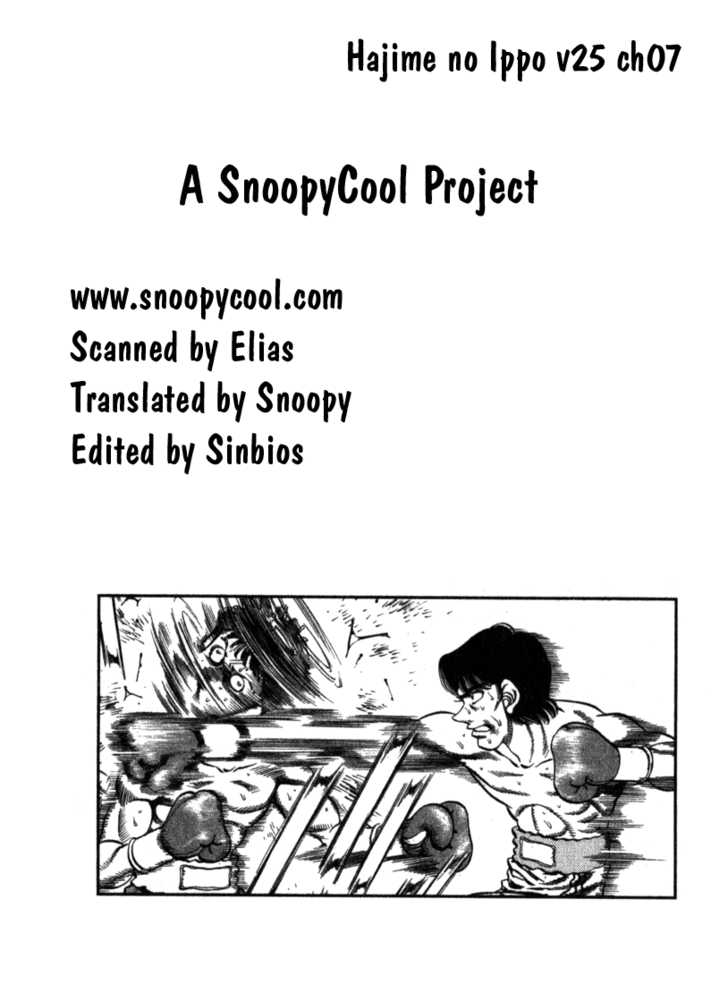 Hajime no Ippo v25 ch07
A SnoopyCool Project
www.snoopycool.com
Scanned by Elias
Translated by Snoopy
Edited by Sinbios